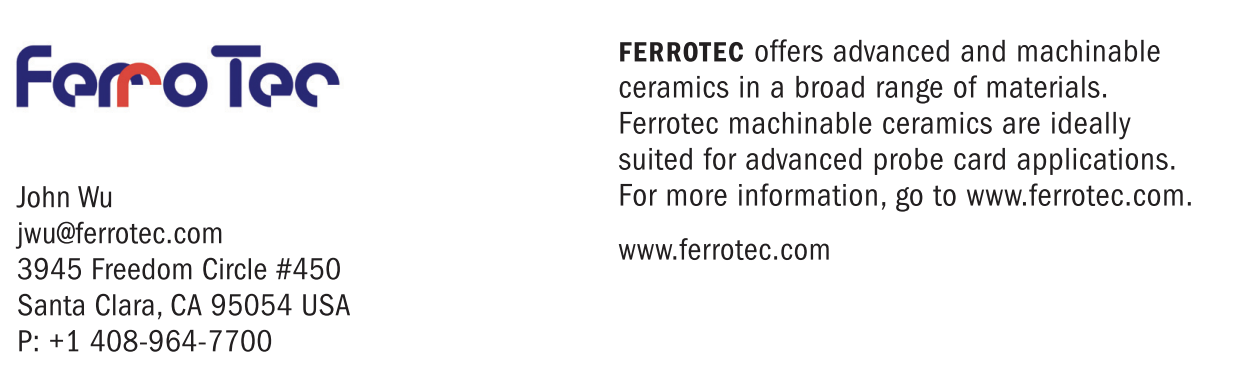 Ferro Tec
John Wu
jwu@ferrotec.com
3945 Freedom Circle #450
Santa Clara, CA 95054 USA
P: +1 408-964-7700
FERROTEC offers advanced and machinable
ceramics in a broad range of materials.
Ferrotec machinable ceramics are ideally
suited for advanced probe card applications.
For more information, go to www.ferrotec.com.
www.ferrotec.com